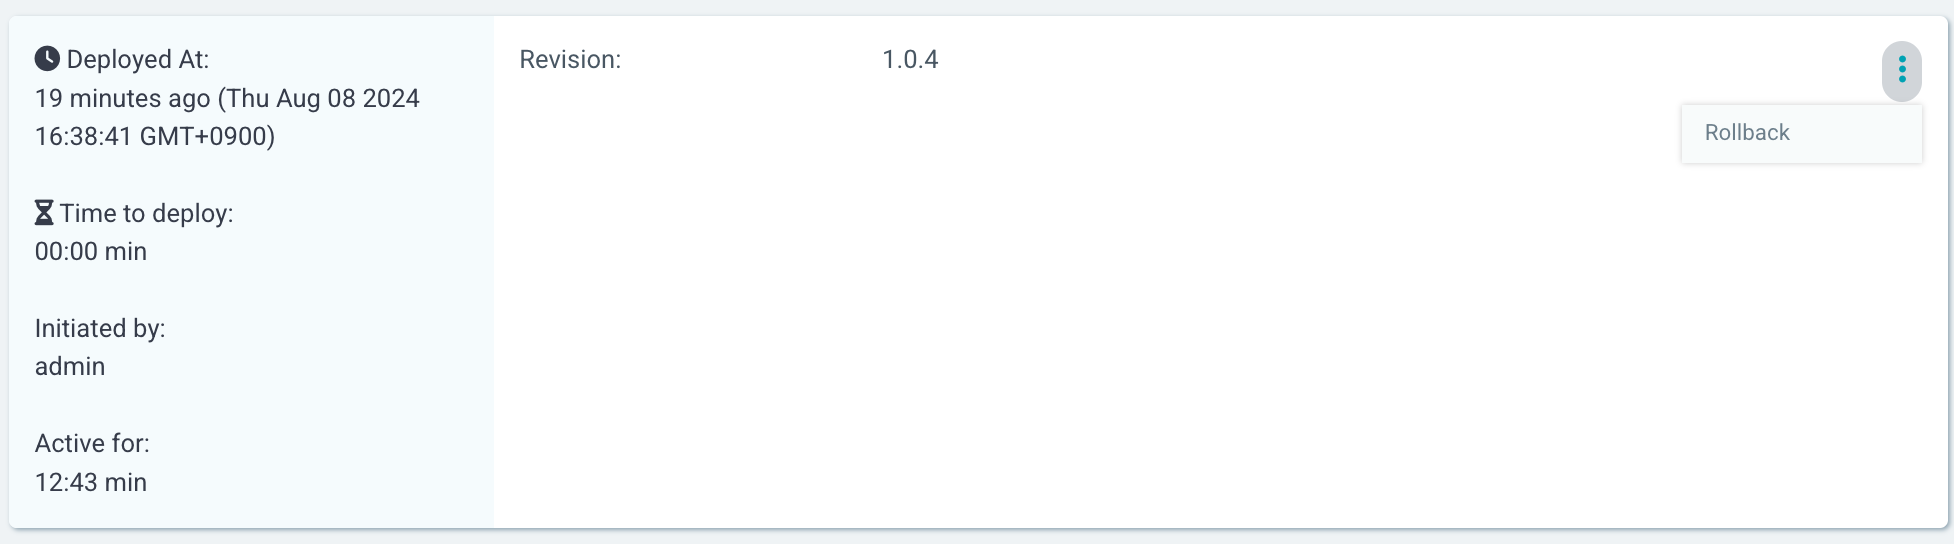 Deployed At:
19 minutes ago (Thu Aug 08 2024
16:38:41 GMT+0900)
Time to deploy:
00:00 min
Initiated by:
admin
Active for:
12:43 min
Revision: 1.0.4
Rollback